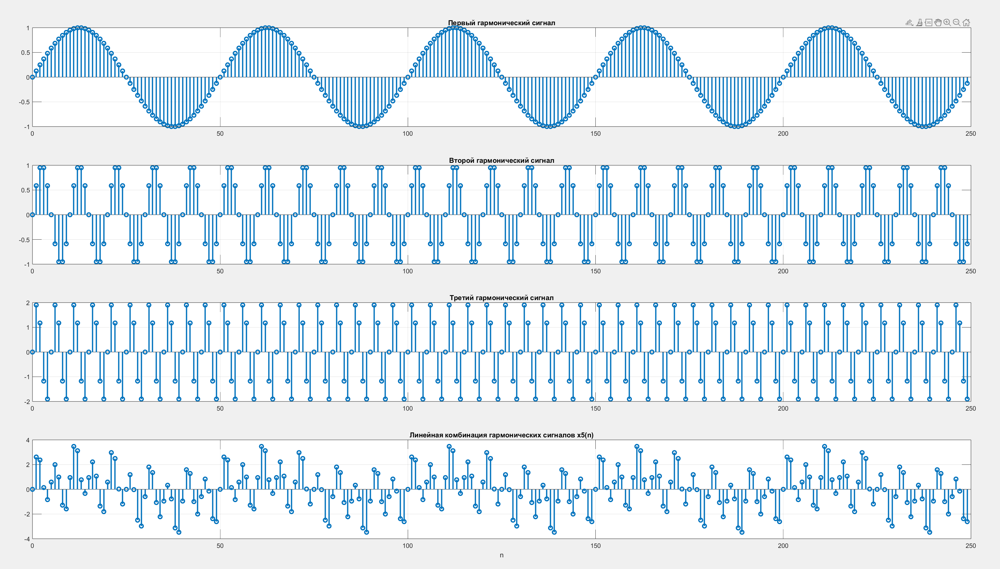 Первый гармонический сигнал
1
0.5
0
-0.5
-1
0 50 100 150 200 250
Второй гармонический сигнал
1
0.5
0
-0.5
-1
0 50 100 150 200 250
Третий гармонический сигнал
2
1
0
-1
-2
0 50 100 150 200 250
Линейная комбинация гармонических сигналов x5(n)
4
2
0
-2
-4
0 50 100 150 200 250
n